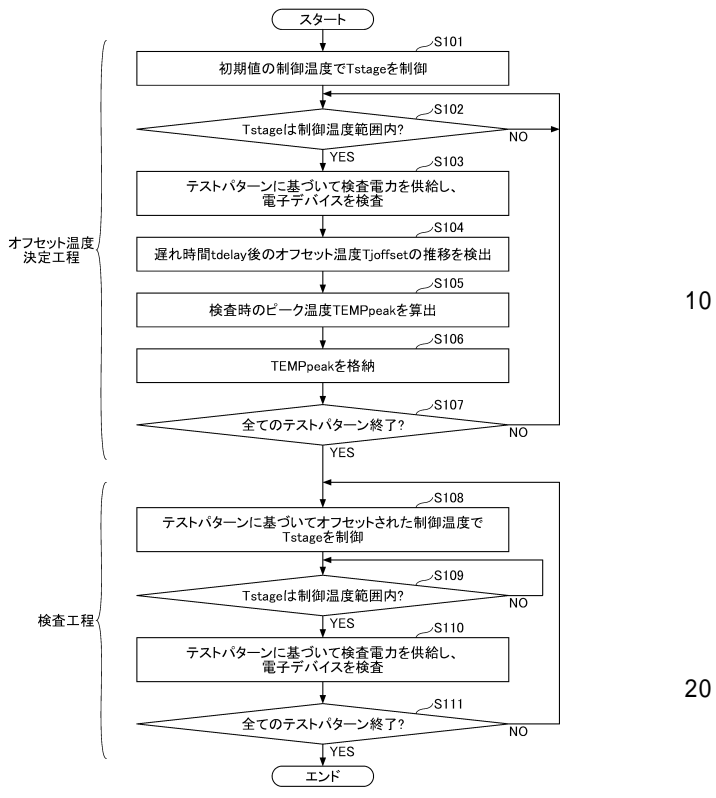 スタート
S101
初期値の制御温度でTstageを制御
S102
Tstageは制御温度範囲内?
NO
YES
S103
テストパターンに基づいて検査電力を供給し、
電子デバイスを検査
S104
遅れ時間tdelay後のオフセット温度Tjoffsetの推移を検出
オフセット温度
決定工程
S105
検査時のピーク温度TEMPpeakを算出
10
S106
TEMPpeakを格納
S107
全てのテストパターン終了?
NO
YES
S108
テストパターンに基づいてオフセットされた制御温度で
Tstageを制御
S109
Tstageは制御温度範囲内?
NO
YES
検査工程
S110
テストパターンに基づいて検査電力を供給し、
電子デバイスを検査
20
S111
全てのテストパターン終了?
NO
YES
エンド